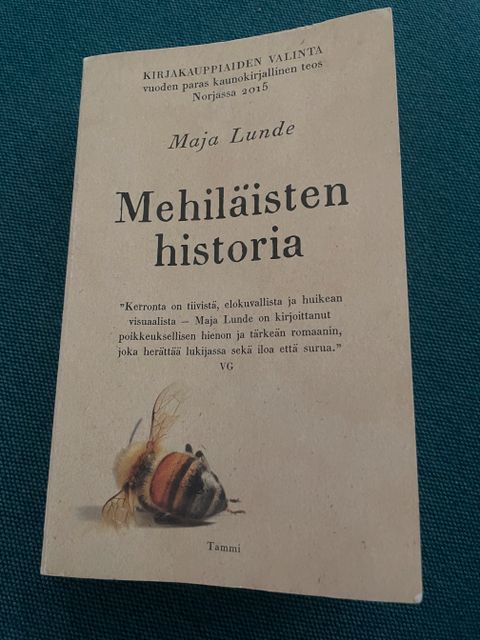 KIRJAKAUPPIAIDEN VALINTA
vuoden paras kaunokirjallinen teos
Norjassa 2015
Maja Lunde
Mehiläisten
historia
”Kerronta on tiivistä, elokuvallista ja huikean
visuaalista – Maja Lunde on kirjoittanut
poikkeuksellisen hienon ja tärkeän romaanin,
joka herättää lukijassa sekä iloa että surua.”
VG
Tammi